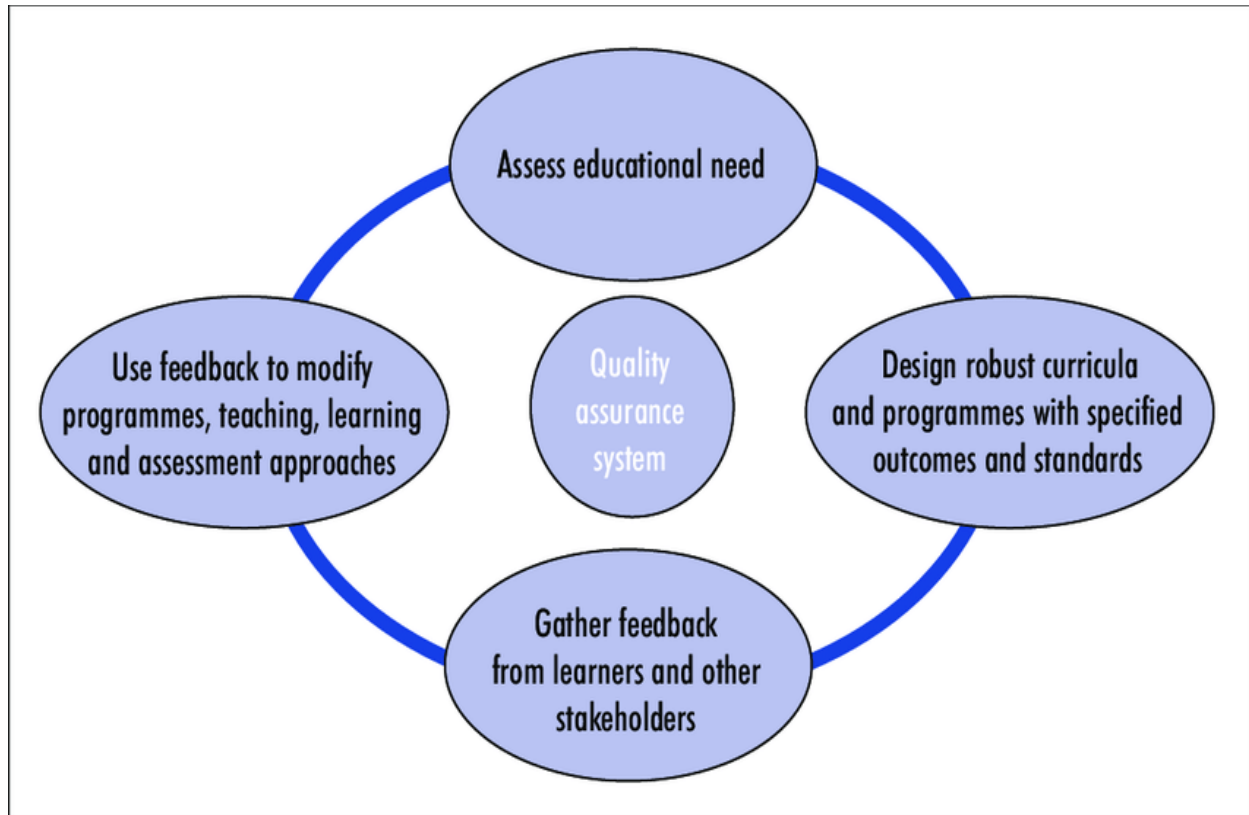 Assess educational need
Use feedback to modify
programmes, teaching, learning
and assessment approaches
Quality
assurance
system
Design robust curricula
and programmes with specified
outcomes and standards
Gather feedback
from learners and other
stakeholders